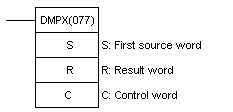 DMPX(077)
S S: First source word
R R: Result word
C C: Control word